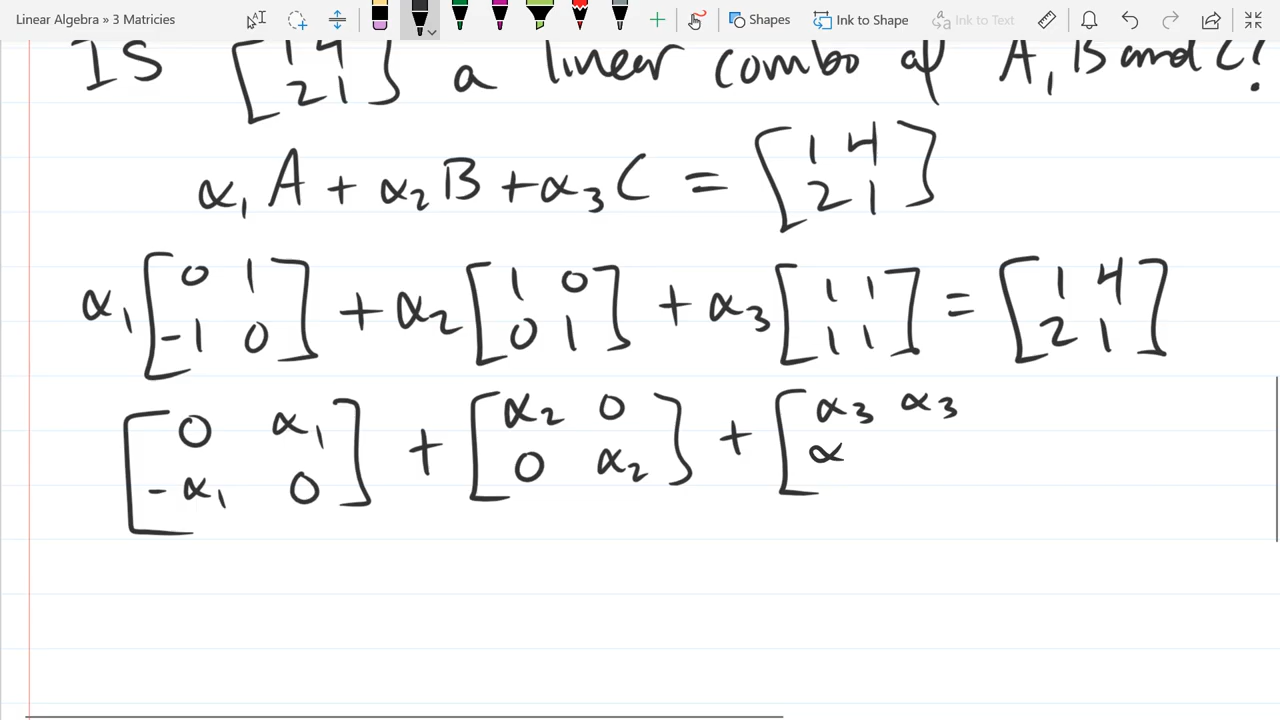 Linear Algebra » 3 Matricies Shapes Ink to Shape Ink to Text
IS [1 4; 2 1] a linear combo of A, B and C?
α₁A + α₂B + α₃C = [1 4; 2 1]
α₁[0 1; -1 0] + α₂[1 0; 0 1] + α₃[1 1; 1 1] = [1 4; 2 1]
[0 α₁; -α₁ 0] + [α₂ 0; 0 α₂] + [α₃ α₃; α